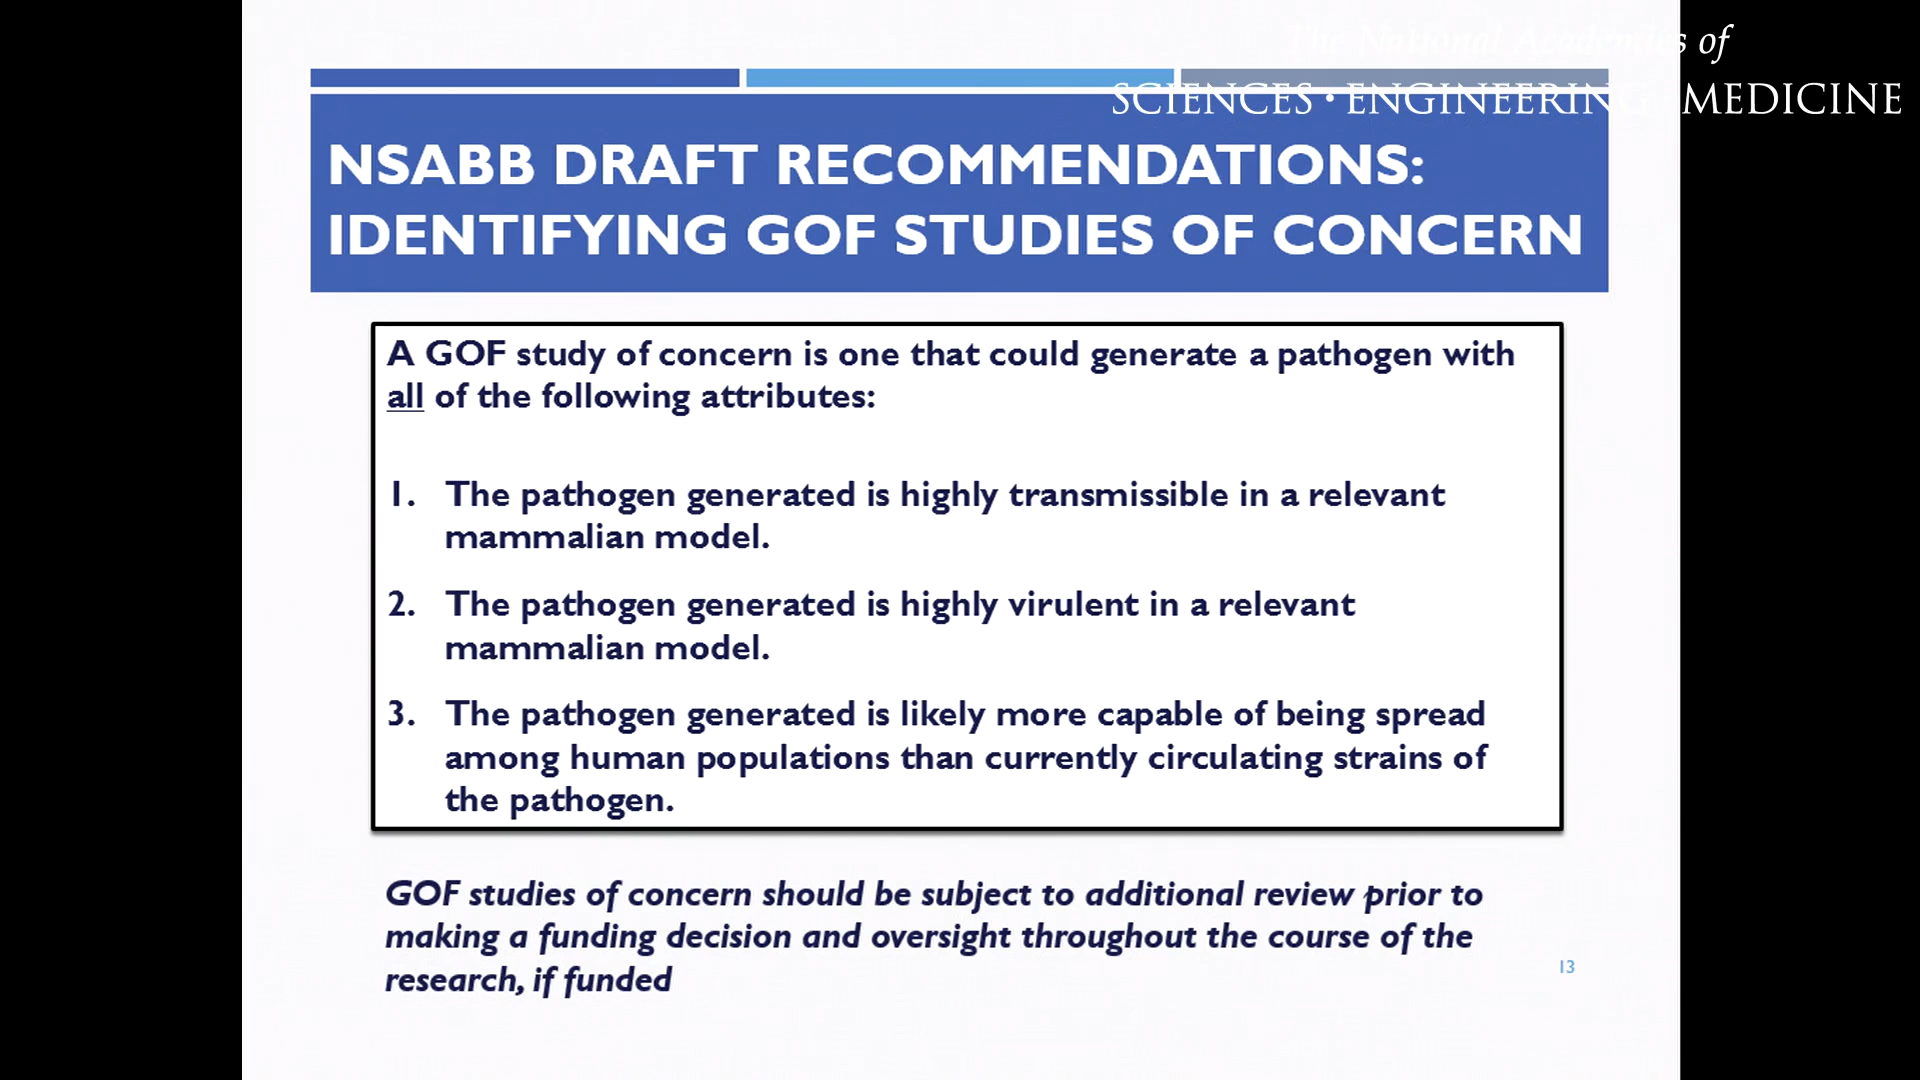 The National Academies of
SCIENCES • ENGINEERING • MEDICINE
NSABB DRAFT RECOMMENDATIONS:
IDENTIFYING GOF STUDIES OF CONCERN
A GOF study of concern is one that could generate a pathogen with
all of the following attributes:
1. The pathogen generated is highly transmissible in a relevant
mammalian model.
2. The pathogen generated is highly virulent in a relevant
mammalian model.
3. The pathogen generated is likely more capable of being spread
among human populations than currently circulating strains of
the pathogen.
GOF studies of concern should be subject to additional review prior to
making a funding decision and oversight throughout the course of the
research, if funded
13